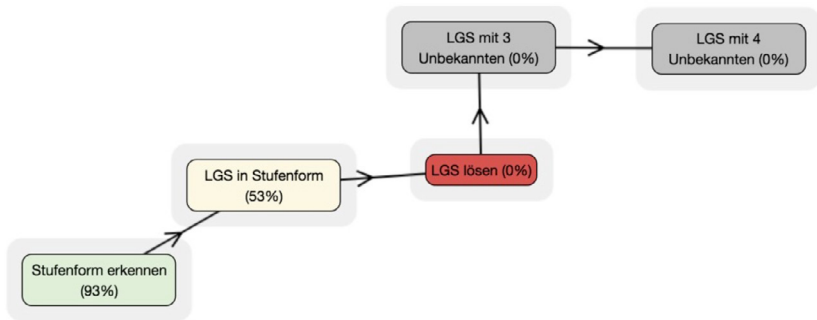 LGS mit 3
Unbekannten (0%)
LGS mit 4
Unbekannten (0%)
LGS in Stufenform
(53%)
LGS lösen (0%)
Stufenform erkennen
(93%)